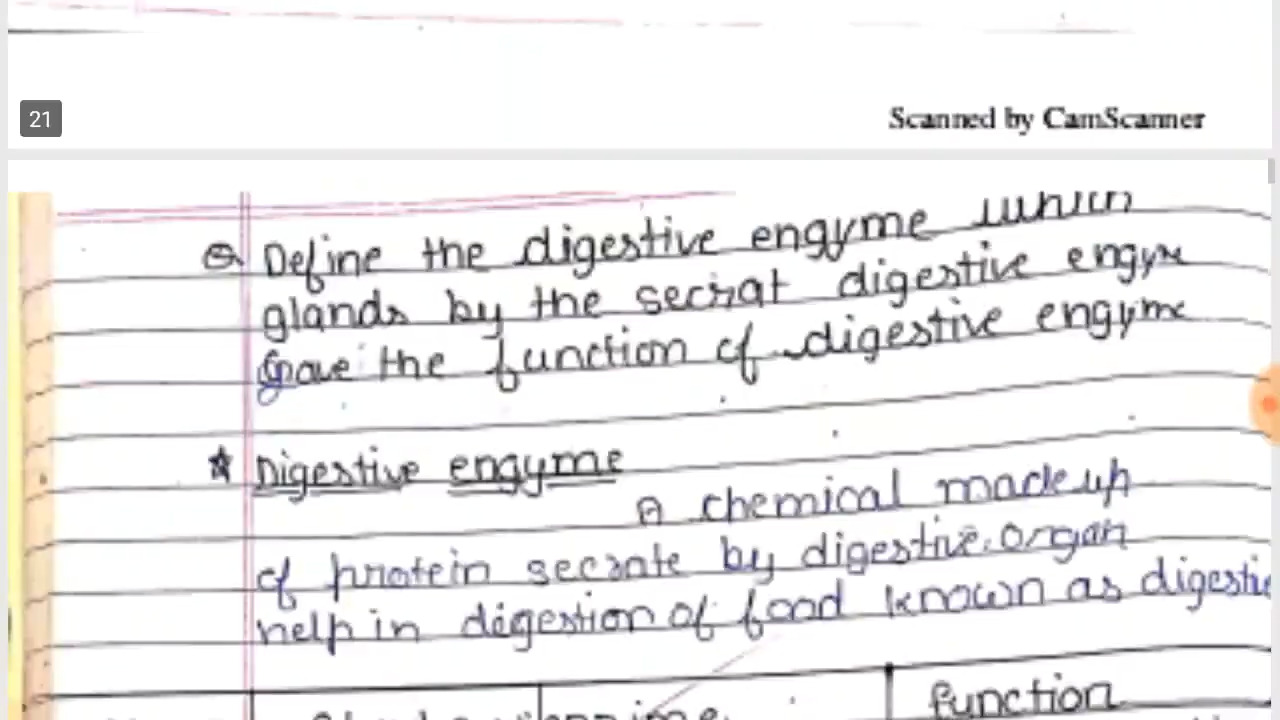 21
Scanned by CamScanner
Q Define the digestive engyme which
glands by the secrat digestive engyme
Gave the function of digestive engyme
* Digestive engyme
A chemical made up
of protein secrate by digestive organ
help in digestion of food known as digestiv
function